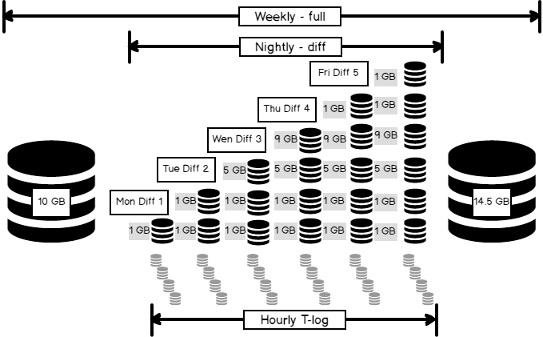 Weekly - full
Nightly - diff
Fri Diff 5 1 GB
Thu Diff 4 1 GB 1 GB
Wen Diff 3 9 GB 9 GB 9 GB
Tue Diff 2 5 GB 5 GB 5 GB 5 GB
10 GB Mon Diff 1 1 GB 1 GB 1 GB 1 GB 1 GB 14.5 GB
1 GB 1 GB 1 GB 1 GB 1 GB 1 GB
Hourly T-log